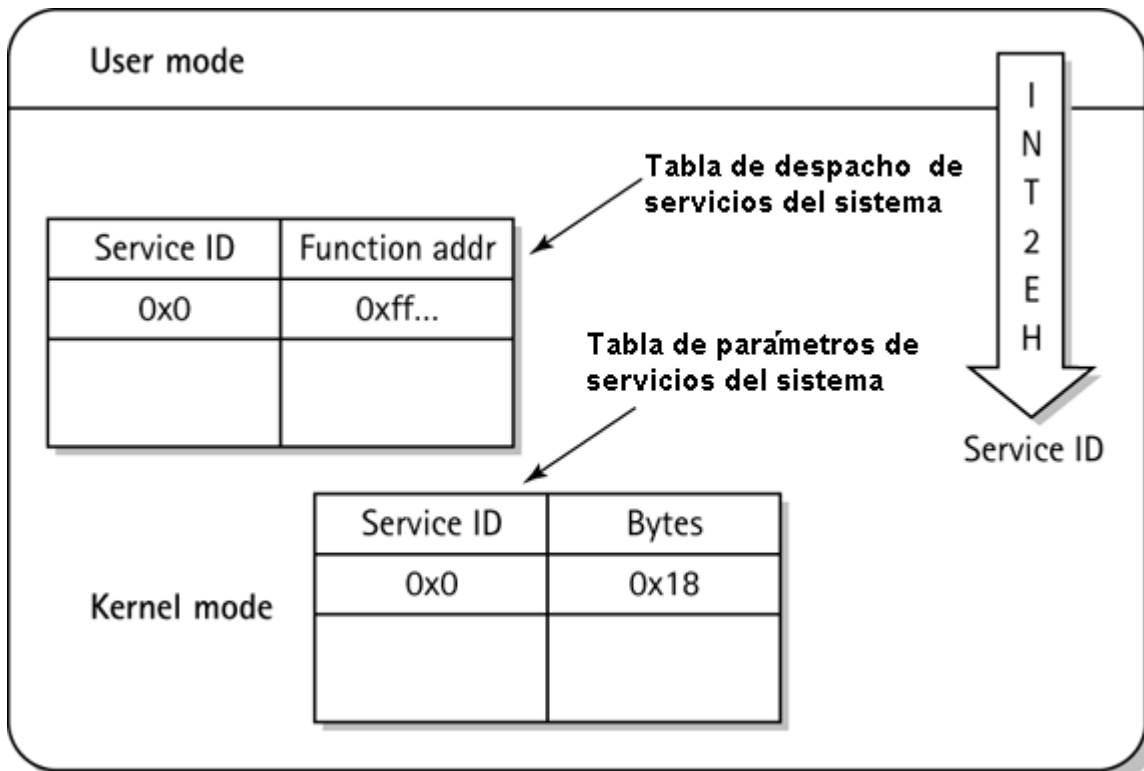 User mode
I
N
T
2
E
H
Service ID
Tabla de despacho de
servicios del sistema
Service ID Function addr
0x0 0xff...
Tabla de parámetros de
servicios del sistema
Service ID Bytes
0x0 0x18
Kernel mode